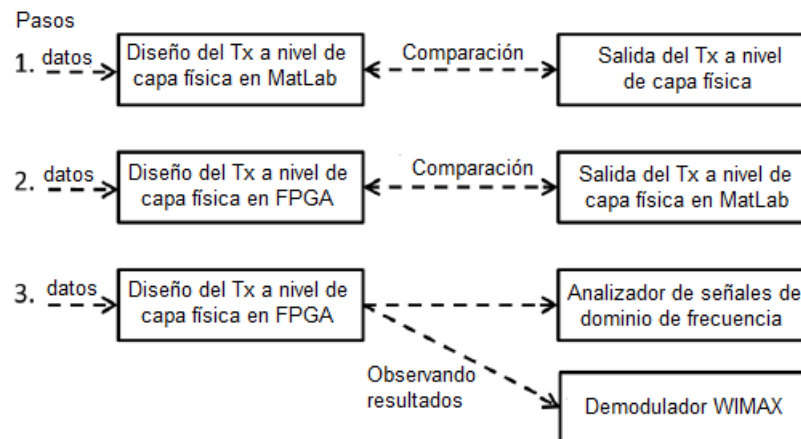 Pasos
1. datos
Diseño del Tx a nivel de
capa física en MatLab
Comparación
Salida del Tx a nivel
de capa física
2. datos
Diseño del Tx a nivel de
capa física en FPGA
Comparación
Salida del Tx a nivel de
capa física en MatLab
3. datos
Diseño del Tx a nivel de
capa física en FPGA
Analizador de señales de
dominio de frecuencia
Observando
resultados
Demodulador WIMAX